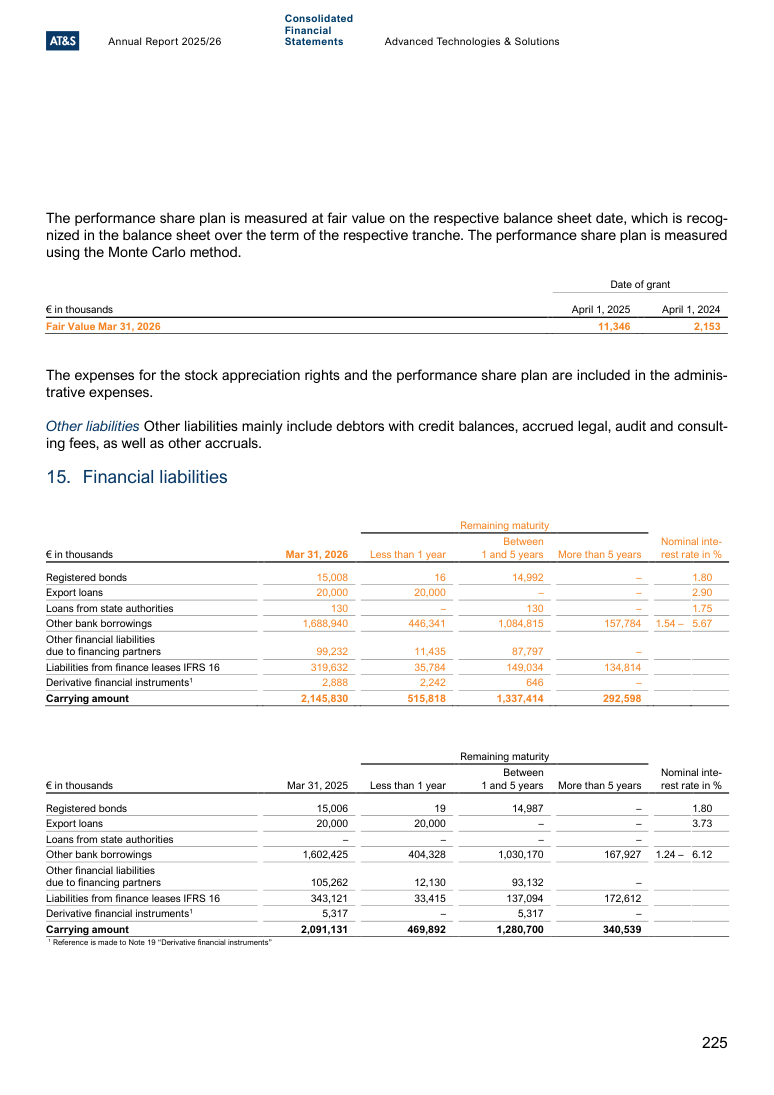 AT&S
Annual Report 2025/26
Consolidated
Financial
Statements
Advanced Technologies & Solutions
The performance share plan is measured at fair value on the respective balance sheet date, which is recog-
nized in the balance sheet over the term of the respective tranche. The performance share plan is measured
using the Monte Carlo method.
Date of grant
€ in thousands April 1, 2025 April 1, 2024
Fair Value Mar 31, 2026 11,346 2,153
The expenses for the stock appreciation rights and the performance share plan are included in the adminis-
trative expenses.
Other liabilities Other liabilities mainly include debtors with credit balances, accrued legal, audit and consult-
ing fees, as well as other accruals.
15. Financial liabilities
Remaining maturity
Between Nominal inte-
€ in thousands Mar 31, 2026 Less than 1 year 1 and 5 years More than 5 years rest rate in %
Registered bonds 15,008 16 14,992 – 1.80
Export loans 20,000 20,000 – – 2.90
Loans from state authorities 130 – 130 – 1.75
Other bank borrowings 1,688,940 446,341 1,084,815 157,784 1.54 – 5.67
Other financial liabilities
due to financing partners 99,232 11,435 87,797 –
Liabilities from finance leases IFRS 16 319,632 35,784 149,034 134,814
Derivative financial instruments¹ 2,888 2,242 646 –
Carrying amount 2,145,830 515,818 1,337,414 292,598
Remaining maturity
Between Nominal inte-
€ in thousands Mar 31, 2025 Less than 1 year 1 and 5 years More than 5 years rest rate in %
Registered bonds 15,006 19 14,987 – 1.80
Export loans 20,000 20,000 – – 3.73
Loans from state authorities – – – –
Other bank borrowings 1,602,425 404,328 1,030,170 167,927 1.24 – 6.12
Other financial liabilities
due to financing partners 105,262 12,130 93,132 –
Liabilities from finance leases IFRS 16 343,121 33,415 137,094 172,612
Derivative financial instruments¹ 5,317 – 5,317 –
Carrying amount 2,091,131 469,892 1,280,700 340,539
¹ Reference is made to Note 19 "Derivative financial instruments"
225